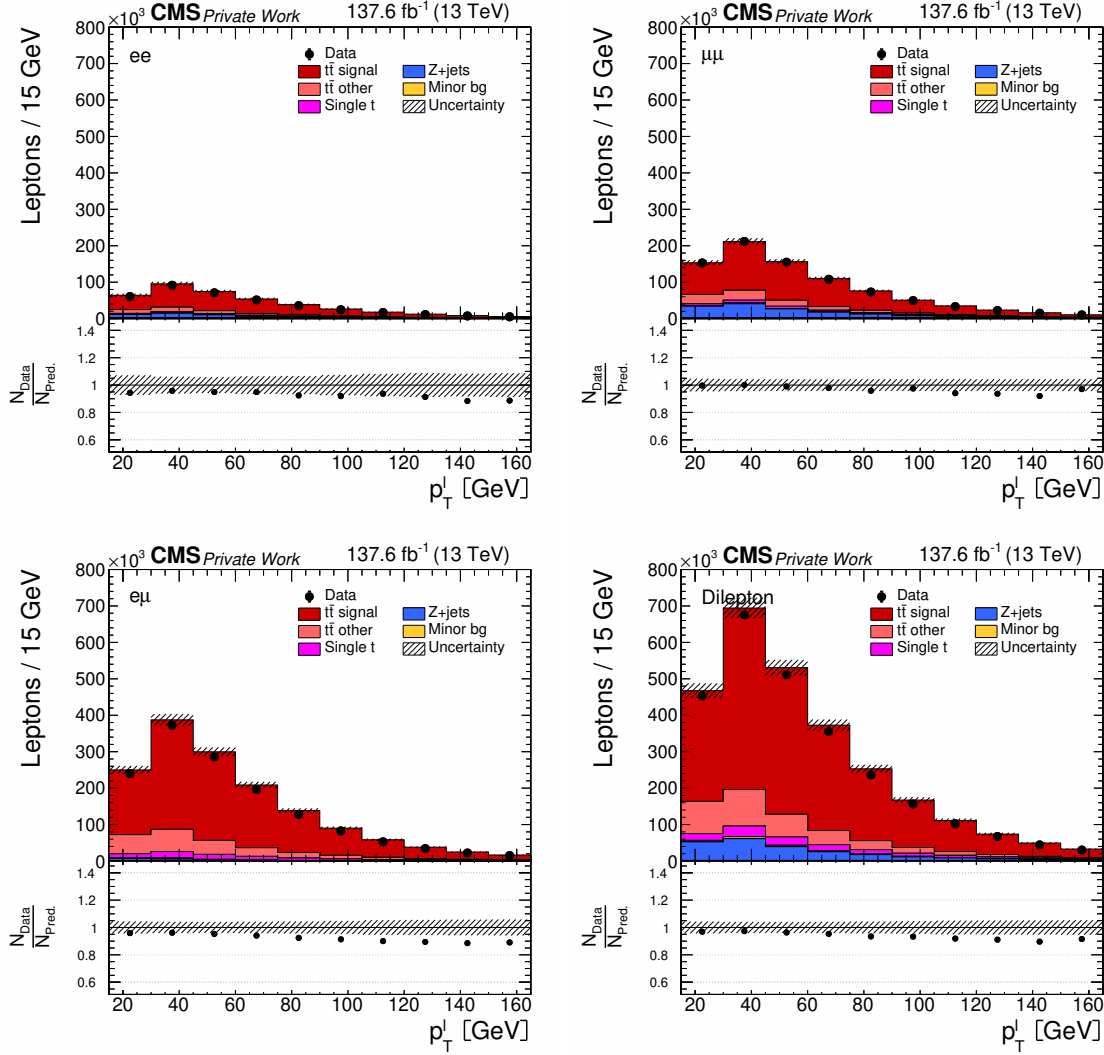 ×10³ CMS Private Work 137.6 fb⁻¹ (13 TeV)
800
700
600
500
400
300
200
100
0
Leptons / 15 GeV
ee
Data
tt̄ signal
tt̄ other
Single t
Z+jets
Minor bg
Uncertainty
1.4
1.2
1
0.8
0.6
N_Data
N_Pred.
20 40 60 80 100 120 140 160
p_T^l [GeV]
×10³ CMS Private Work 137.6 fb⁻¹ (13 TeV)
800
700
600
500
400
300
200
100
0
Leptons / 15 GeV
μμ
Data
tt̄ signal
tt̄ other
Single t
Z+jets
Minor bg
Uncertainty
1.4
1.2
1
0.8
0.6
N_Data
N_Pred.
20 40 60 80 100 120 140 160
p_T^l [GeV]
×10³ CMS Private Work 137.6 fb⁻¹ (13 TeV)
800
700
600
500
400
300
200
100
0
Leptons / 15 GeV
eμ
Data
tt̄ signal
tt̄ other
Single t
Z+jets
Minor bg
Uncertainty
1.4
1.2
1
0.8
0.6
N_Data
N_Pred.
20 40 60 80 100 120 140 160
p_T^l [GeV]
×10³ CMS Private Work 137.6 fb⁻¹ (13 TeV)
800
700
600
500
400
300
200
100
0
Leptons / 15 GeV
Dilepton
Data
tt̄ signal
tt̄ other
Single t
Z+jets
Minor bg
Uncertainty
1.4
1.2
1
0.8
0.6
N_Data
N_Pred.
20 40 60 80 100 120 140 160
p_T^l [GeV]